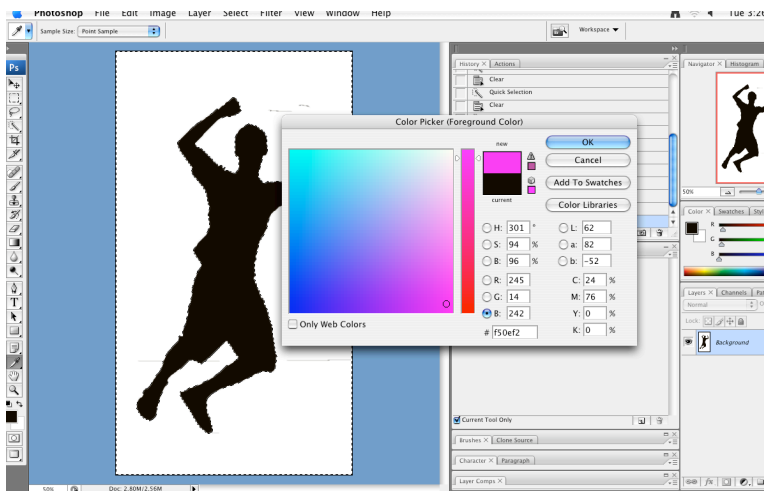 Photoshop File Edit Image Layer Select Filter View Window Help Tue 3:26
Sample Size: Point Sample Workspace
History × Actions
Clear
Quick Selection
Clear
Navigator × Histogram
50%
Ps
Color Picker (Foreground Color)
new
current
OK
Cancel
Add To Swatches
Color Libraries
H: 301 °
S: 94 %
B: 96 %
R: 245
G: 14
B: 242
# f50ef2
L: 62
a: 82
b: -52
C: 24 %
M: 76 %
Y: 0 %
K: 0 %
Only Web Colors
Color × Swatches Styl
R
G
B
Layers × Channels Pat
Normal
Lock:
Background
Current Tool Only
Brushes × Clone Source
Character × Paragraph
Layer Comps ×
50% Doc: 2.80M/2.56M